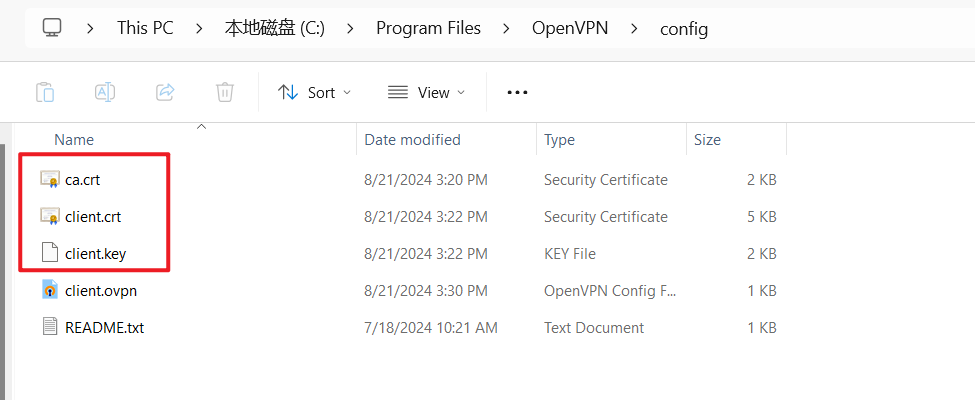 This PC > 本地磁盘 (C:) > Program Files > OpenVPN > config
Sort View ...
Name Date modified Type Size
ca.crt 8/21/2024 3:20 PM Security Certificate 2 KB
client.crt 8/21/2024 3:22 PM Security Certificate 5 KB
client.key 8/21/2024 3:22 PM KEY File 2 KB
client.ovpn 8/21/2024 3:30 PM OpenVPN Config F... 1 KB
README.txt 7/18/2024 10:21 AM Text Document 1 KB